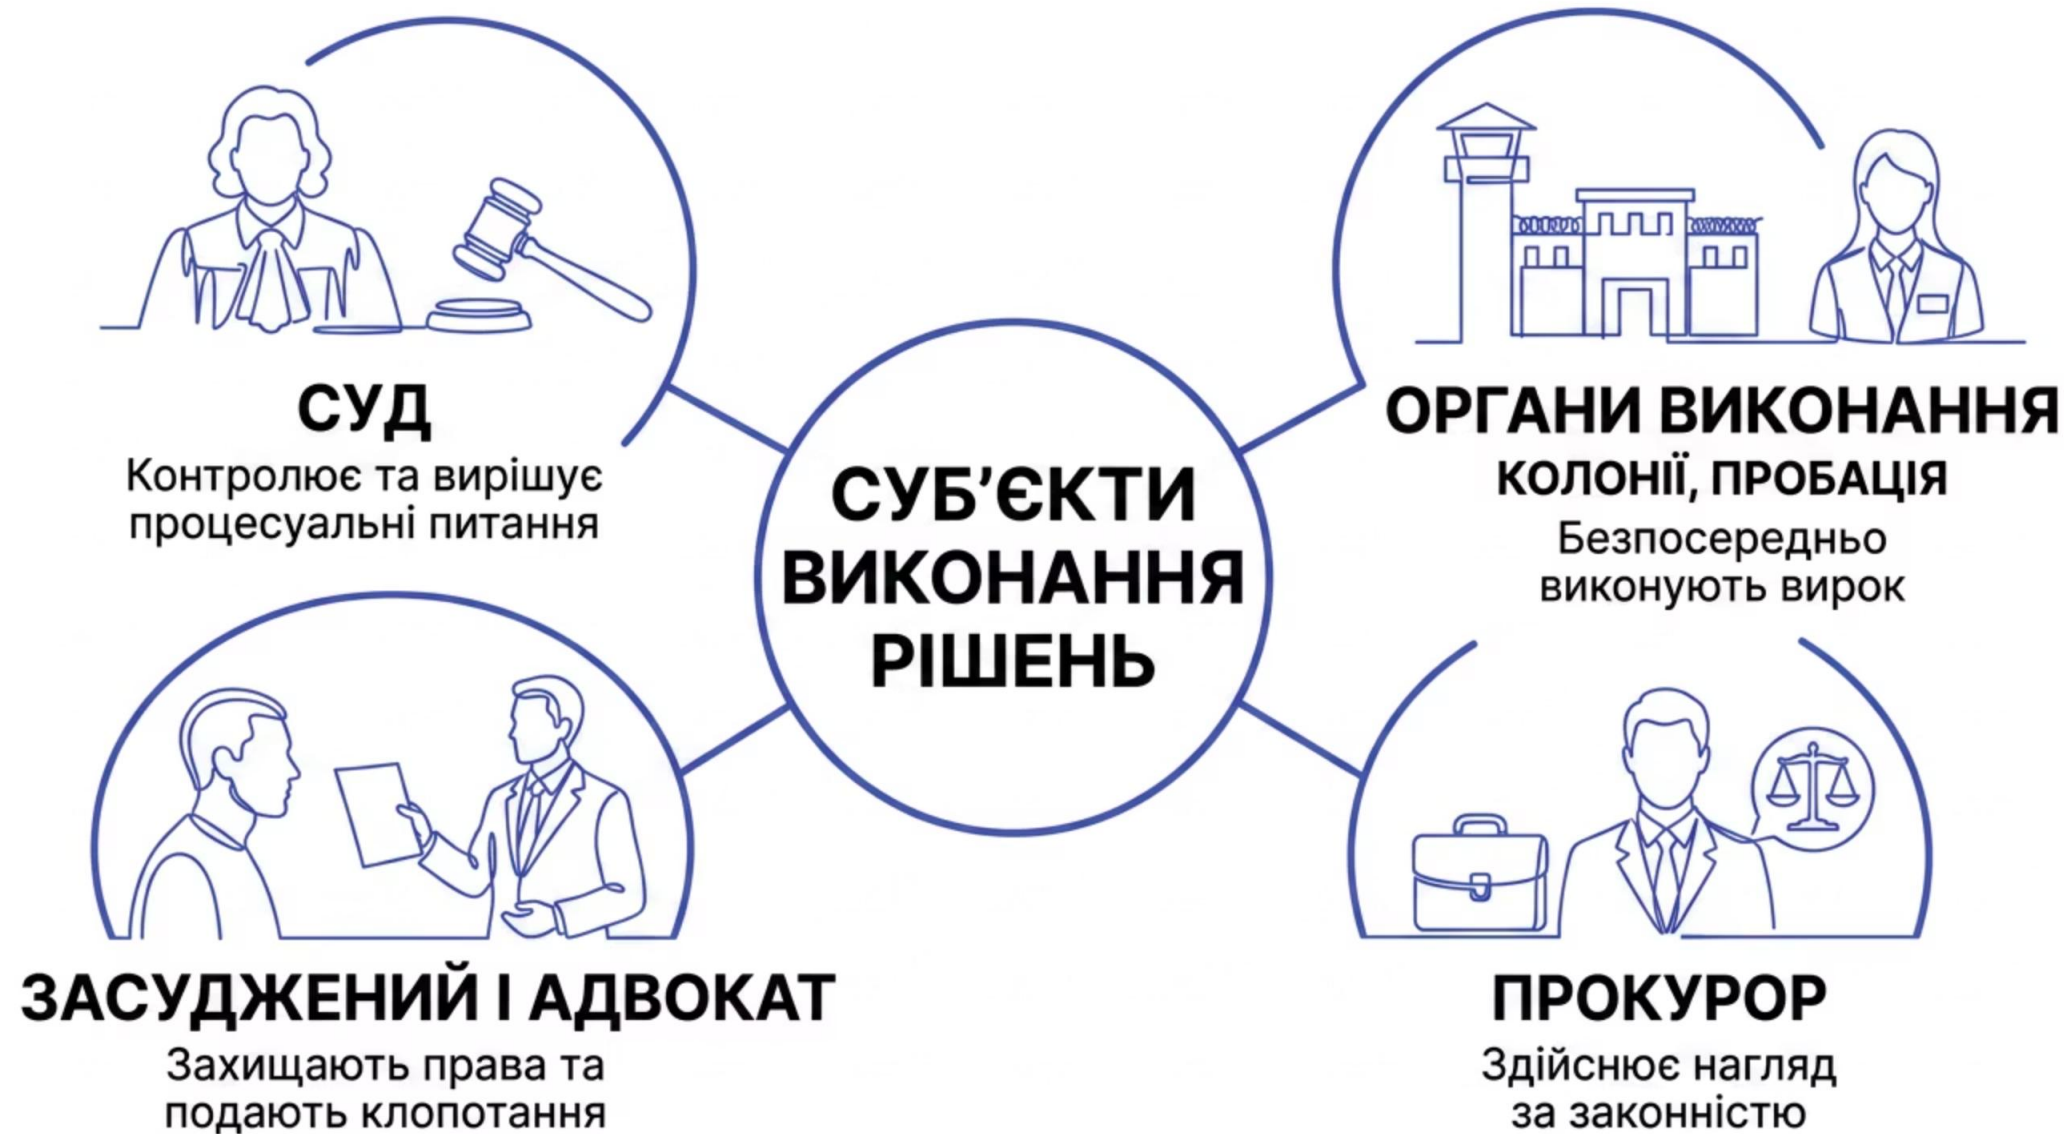 СУД
Контролює та вирішує
процесуальні питання
ОРГАНИ ВИКОНАННЯ
КОЛОНІЇ, ПРОБАЦІЯ
Безпосередньо
виконують вирок
СУБ’ЄКТИ
ВИКОНАННЯ
РІШЕНЬ
ЗАСУДЖЕНИЙ І АДВОКАТ
Захищають права та
подають клопотання
ПРОКУРОР
Здійснює нагляд
за законністю